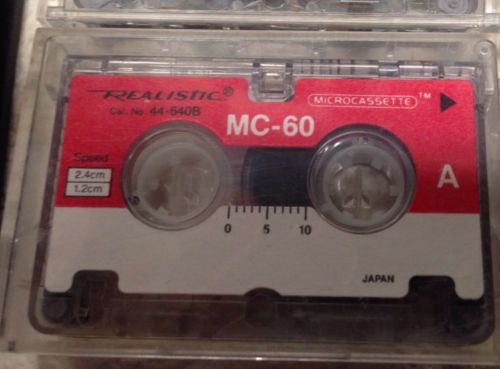 REALISTIC®
Cat. No. 44-640B
MICROCASSETTE™
MC-60
Speed
2.4cm
1.2cm
A
0 5 10
JAPAN